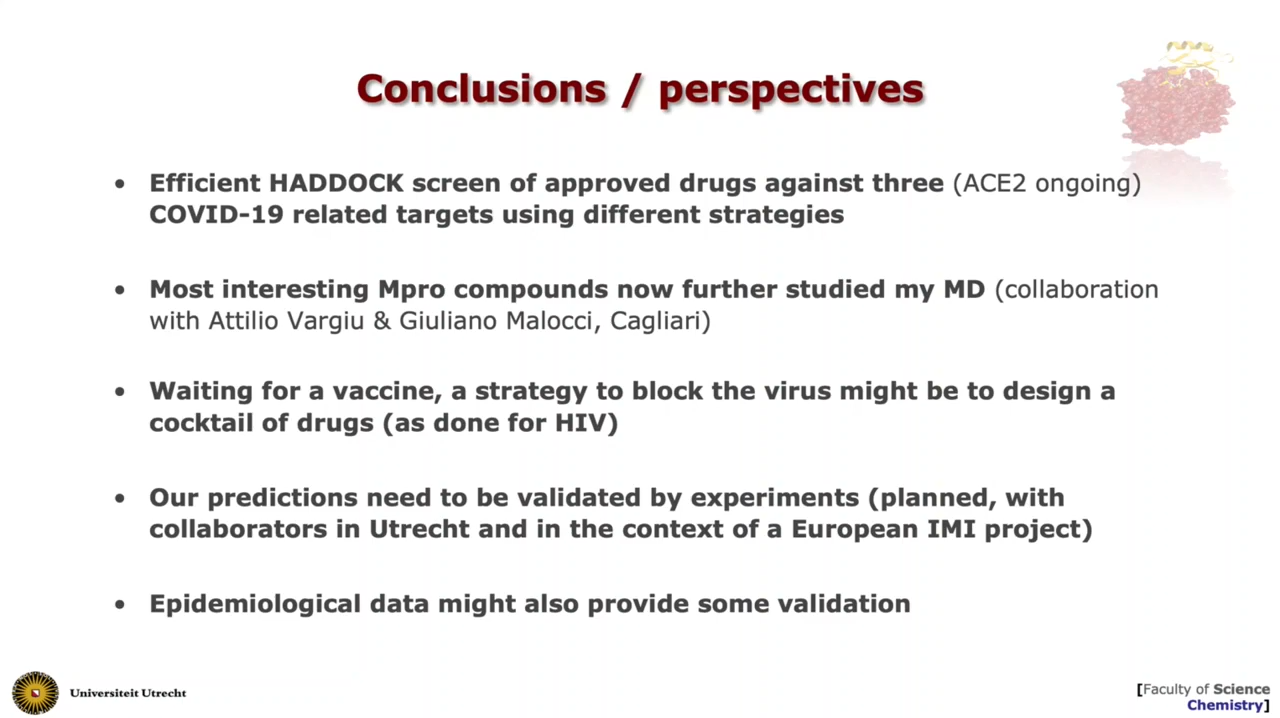 Conclusions / perspectives
• Efficient HADDOCK screen of approved drugs against three (ACE2 ongoing)
COVID-19 related targets using different strategies
• Most interesting Mpro compounds now further studied my MD (collaboration
with Attilio Vargiu & Giuliano Malocci, Cagliari)
• Waiting for a vaccine, a strategy to block the virus might be to design a
cocktail of drugs (as done for HIV)
• Our predictions need to be validated by experiments (planned, with
collaborators in Utrecht and in the context of a European IMI project)
• Epidemiological data might also provide some validation
Universiteit Utrecht
[Faculty of Science
Chemistry]